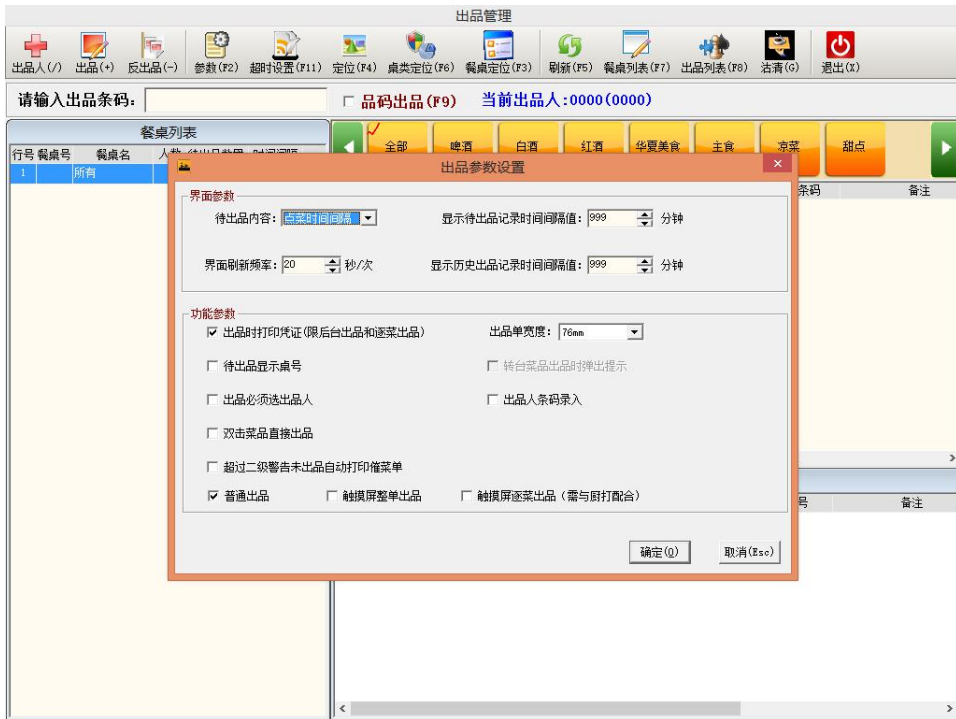 出品管理
出品人(/) 出品(+) 反出品(-) 参数(F2) 超时设置(F11) 定位(F4) 桌类定位(F6) 餐桌定位(F3) 刷新(F5) 餐桌列表(F7) 出品列表(F8) 沽清(G) 退出(X)
请输入出品条码: 品码出品(F9) 当前出品人:0000(0000)
餐桌列表
全部 啤酒 白酒 红酒 华夏美食 主食 凉菜 甜点
行号 餐桌号 餐桌名 人数
出品参数设置
1 所有
条码 备注
界面参数
待出品内容: 点菜时间间隔 显示待出品记录时间间隔值: 999 分钟
界面刷新频率: 20 秒/次 显示历史出品记录时间间隔值: 999 分钟
功能参数
出品时打印凭证(限后台出品和逐菜出品) 出品单宽度: 76mm
待出品显示桌号 转台菜品出品时弹出提示
出品必须选出品人 出品人条码录入
双击菜品直接出品
超过二级警告未出品自动打印催菜单
普通出品 触摸屏整单出品 触摸屏逐菜出品 (需与厨打配合)
号 备注
确定(O) 取消(Esc)